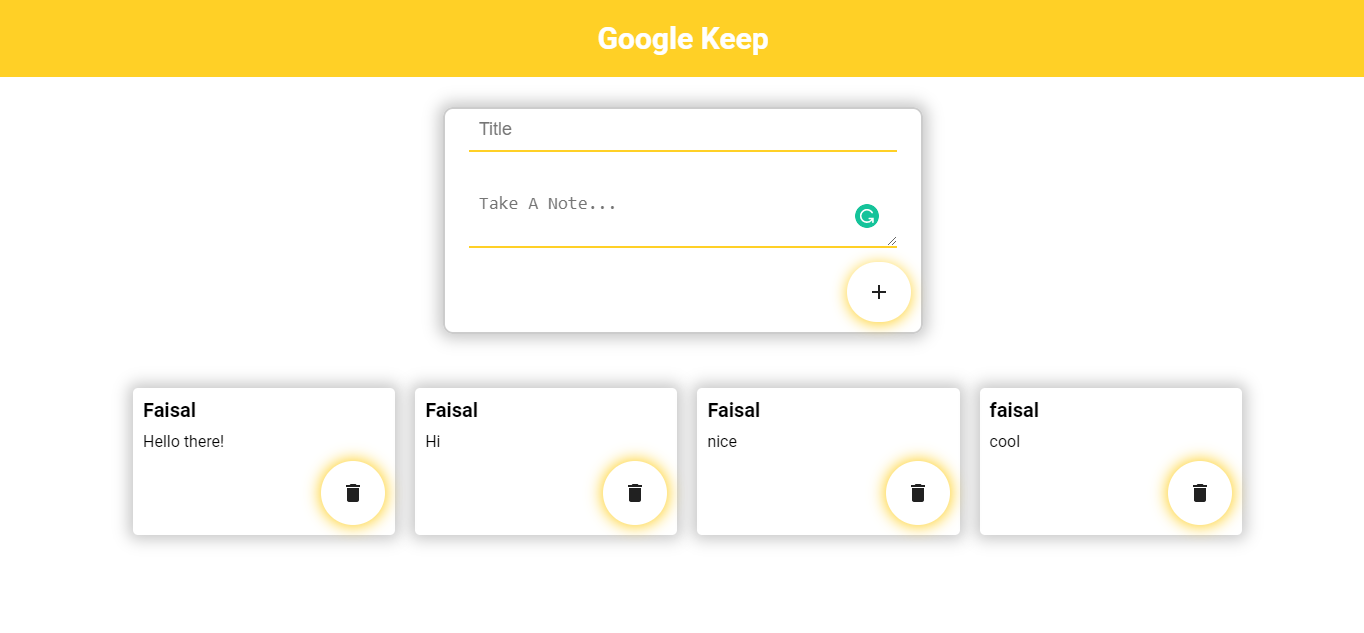 Google Keep
Title
Take A Note...
Faisal
Hello there!
Faisal
Hi
Faisal
nice
faisal
cool